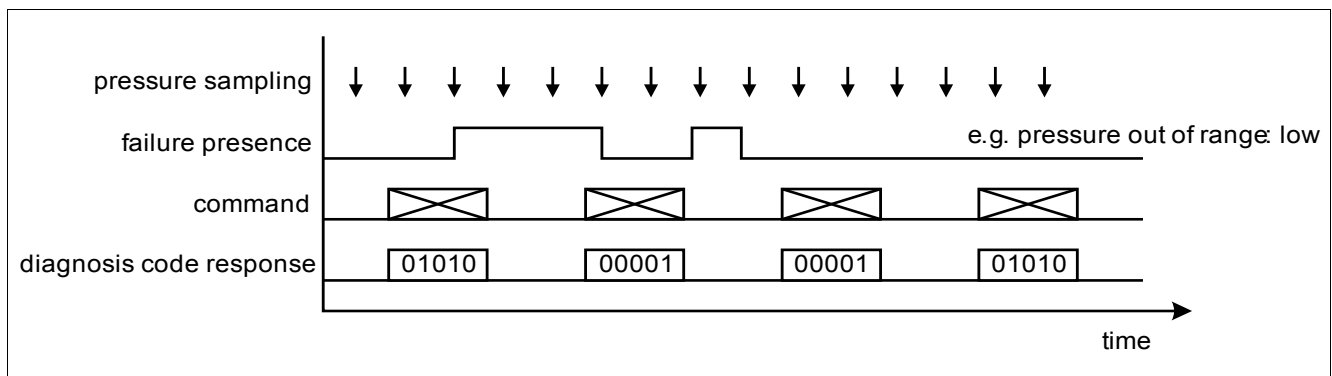 pressure sampling
failure presence
e.g. pressure out of range: low
command
diagnosis code response
01010
00001
00001
01010
time